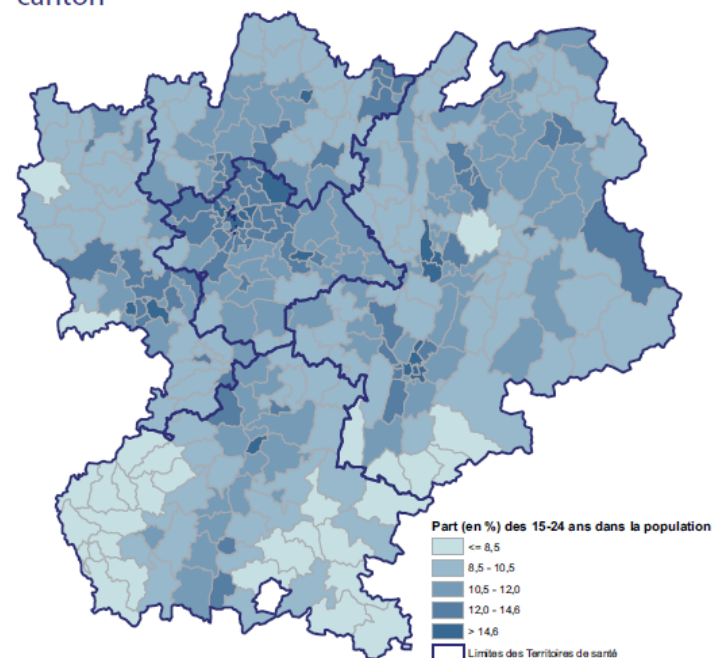 canton
Part (en %) des 15-24 ans dans la population
<= 8,5
8,5 - 10,5
10,5 - 12,0
12,0 - 14,6
> 14,6
Limites des Territoires de santé